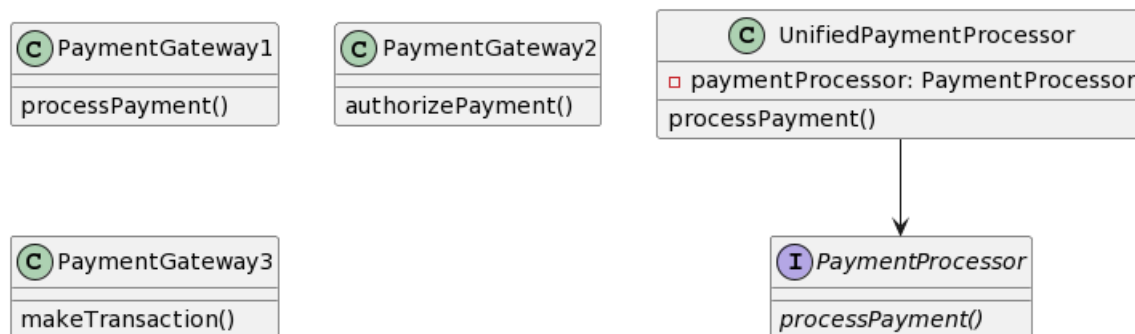 C PaymentGateway1
processPayment()
C PaymentGateway2
authorizePayment()
C UnifiedPaymentProcessor
paymentProcessor: PaymentProcessor
processPayment()
C PaymentGateway3
makeTransaction()
I PaymentProcessor
processPayment()